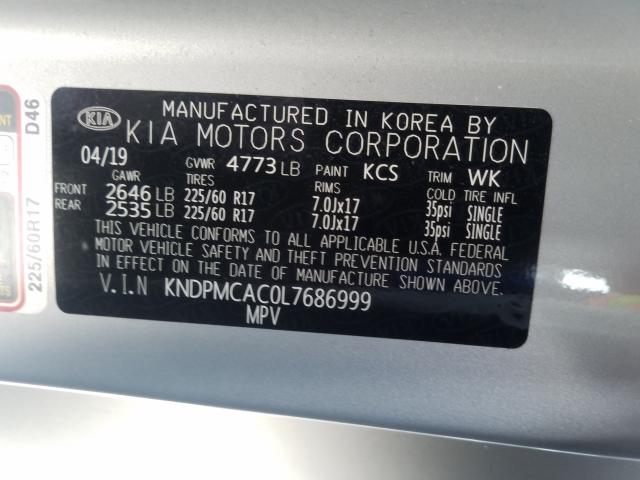 MANUFACTURED IN KOREA BY
KIA KIA MOTORS CORPORATION
04/19 GVWR 4773 LB PAINT KCS TRIM WK
GAWR TIRES RIMS COLD TIRE INFL
FRONT 2646 LB 225/60 R17 7.0Jx17 35psi SINGLE
REAR 2535 LB 225/60 R17 7.0Jx17 35psi SINGLE
THIS VEHICLE CONFORMS TO ALL APPLICABLE U.S.A. FEDERAL
MOTOR VEHICLE SAFETY AND THEFT PREVENTION STANDARDS
IN EFFECT ON THE DATE OF MANUFACTURE SHOWN ABOVE.
V.I.N KNDPMCAC0L7686999
MPV
D46
225/60R17